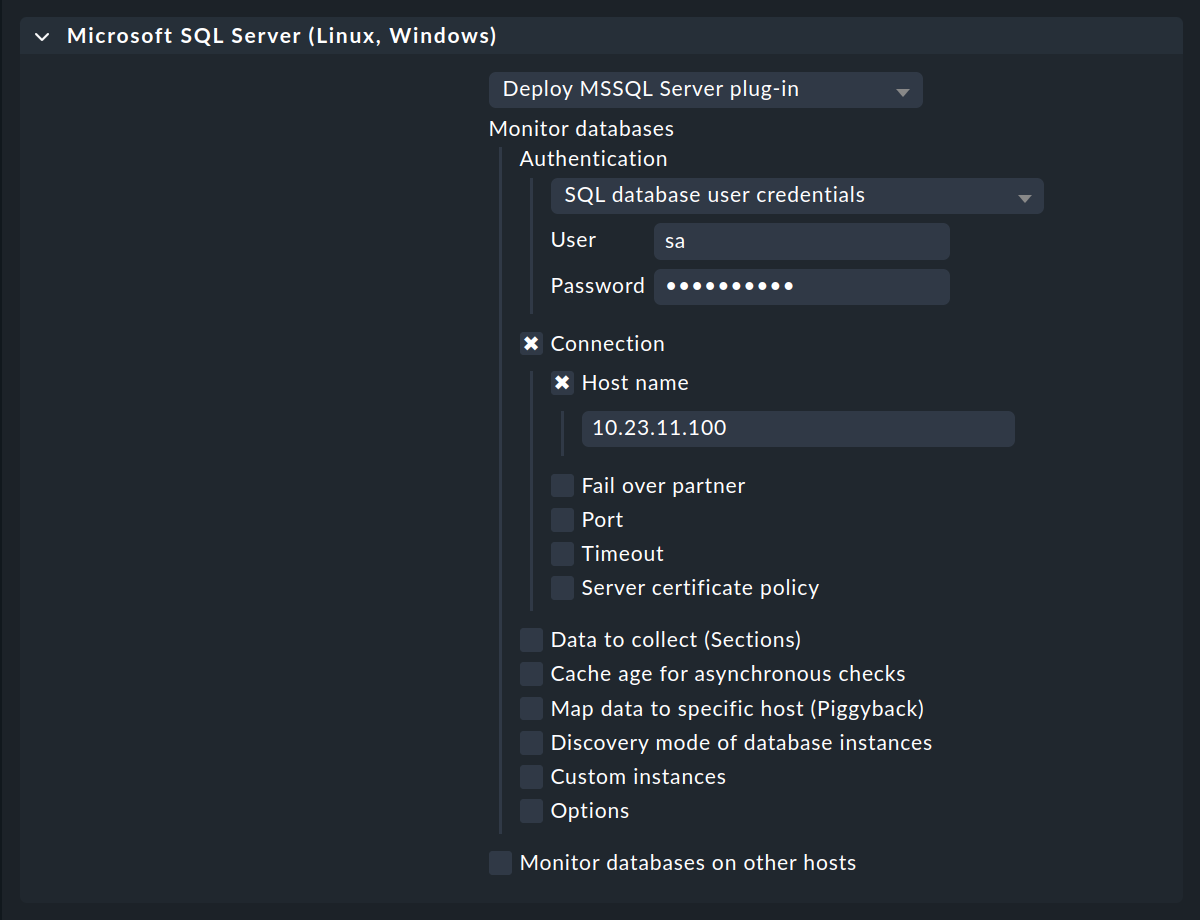 Microsoft SQL Server (Linux, Windows)
Deploy MSSQL Server plug-in
Monitor databases
Authentication
SQL database user credentials
User sa
Password ••••••••••
Connection
Host name
10.23.11.100
Fail over partner
Port
Timeout
Server certificate policy
Data to collect (Sections)
Cache age for asynchronous checks
Map data to specific host (Piggyback)
Discovery mode of database instances
Custom instances
Options
Monitor databases on other hosts